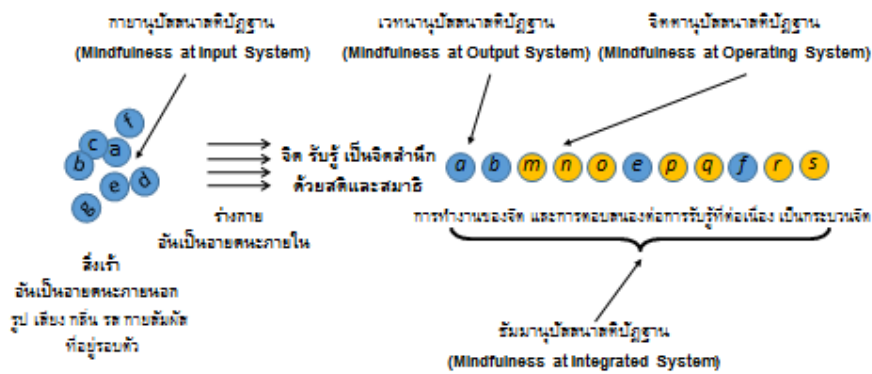 กายานุปัสสนาสติปัฏฐาน
(Mindfulness at Input System)
เวทนานุปัสสนาสติปัฏฐาน
(Mindfulness at Output System)
จิตตานุปัสสนาสติปัฏฐาน
(Mindfulness at Operating System)
f
c
a
b
e
d
g
จิต รับรู้ เป็นจิตสำนึก
ด้วยสติและสมาธิ
a b m n o e p q f r s
ร่างกาย
อันเป็นอายตนะภายใน
การทำงานของจิต และการตอบสนองต่อการรับรู้ที่ต่อเนื่อง เป็นกระบวนจิต
สิ่งเร้า
อันเป็นอายตนะภายนอก
รูป เสียง กลิ่น รส กายสัมผัส
ที่อยู่รอบตัว
ธัมมานุปัสสนาสติปัฏฐาน
(Mindfulness at Integrated System)